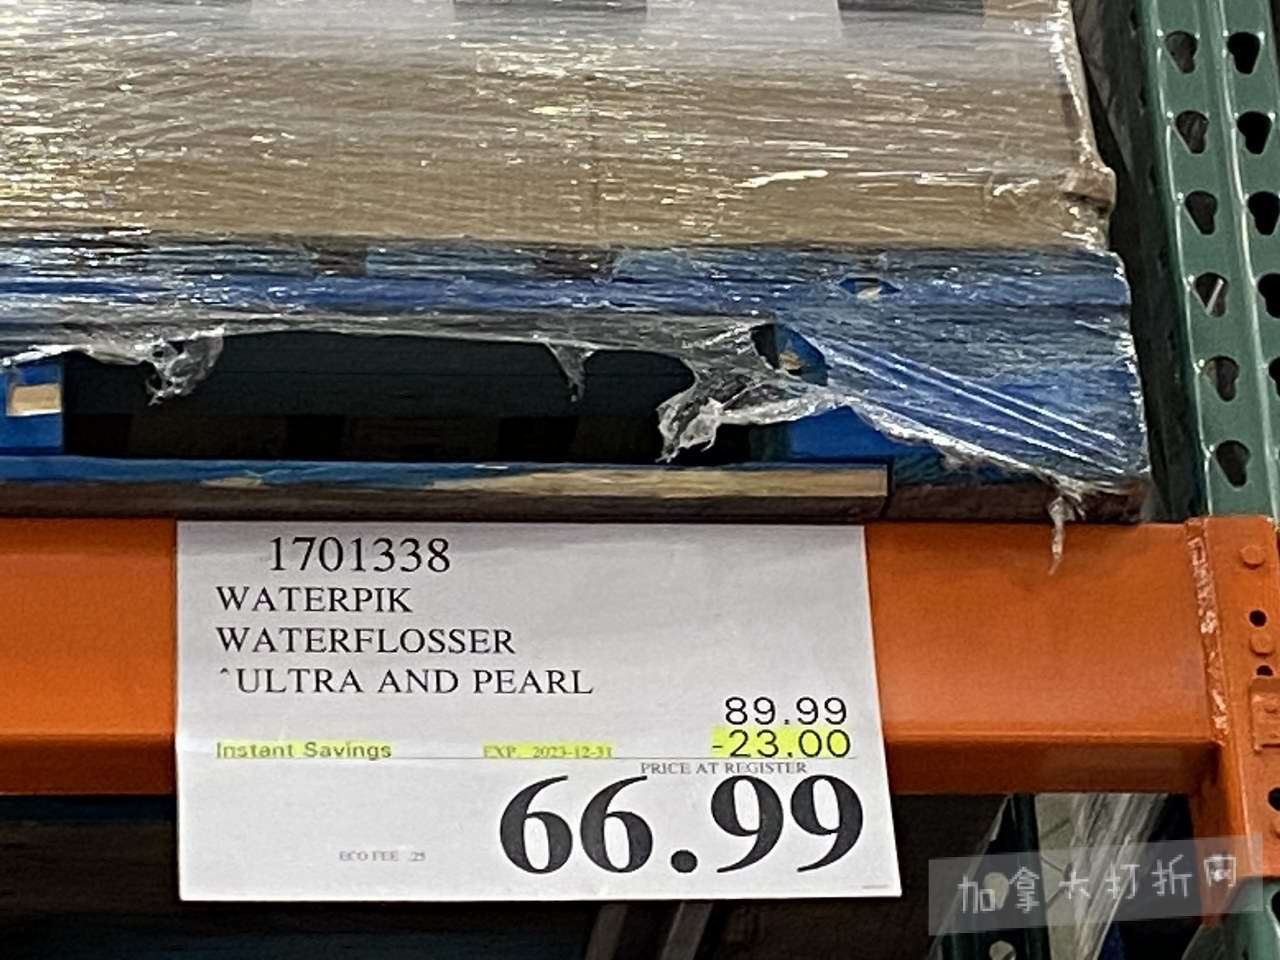 1701338
WATERPIK
WATERFLOSSER
^ULTRA AND PEARL
89.99
Instant Savings EXP. 2023-12-31 -23.00
PRICE AT REGISTER
66.99
ECO FEE .25
加拿大打折网